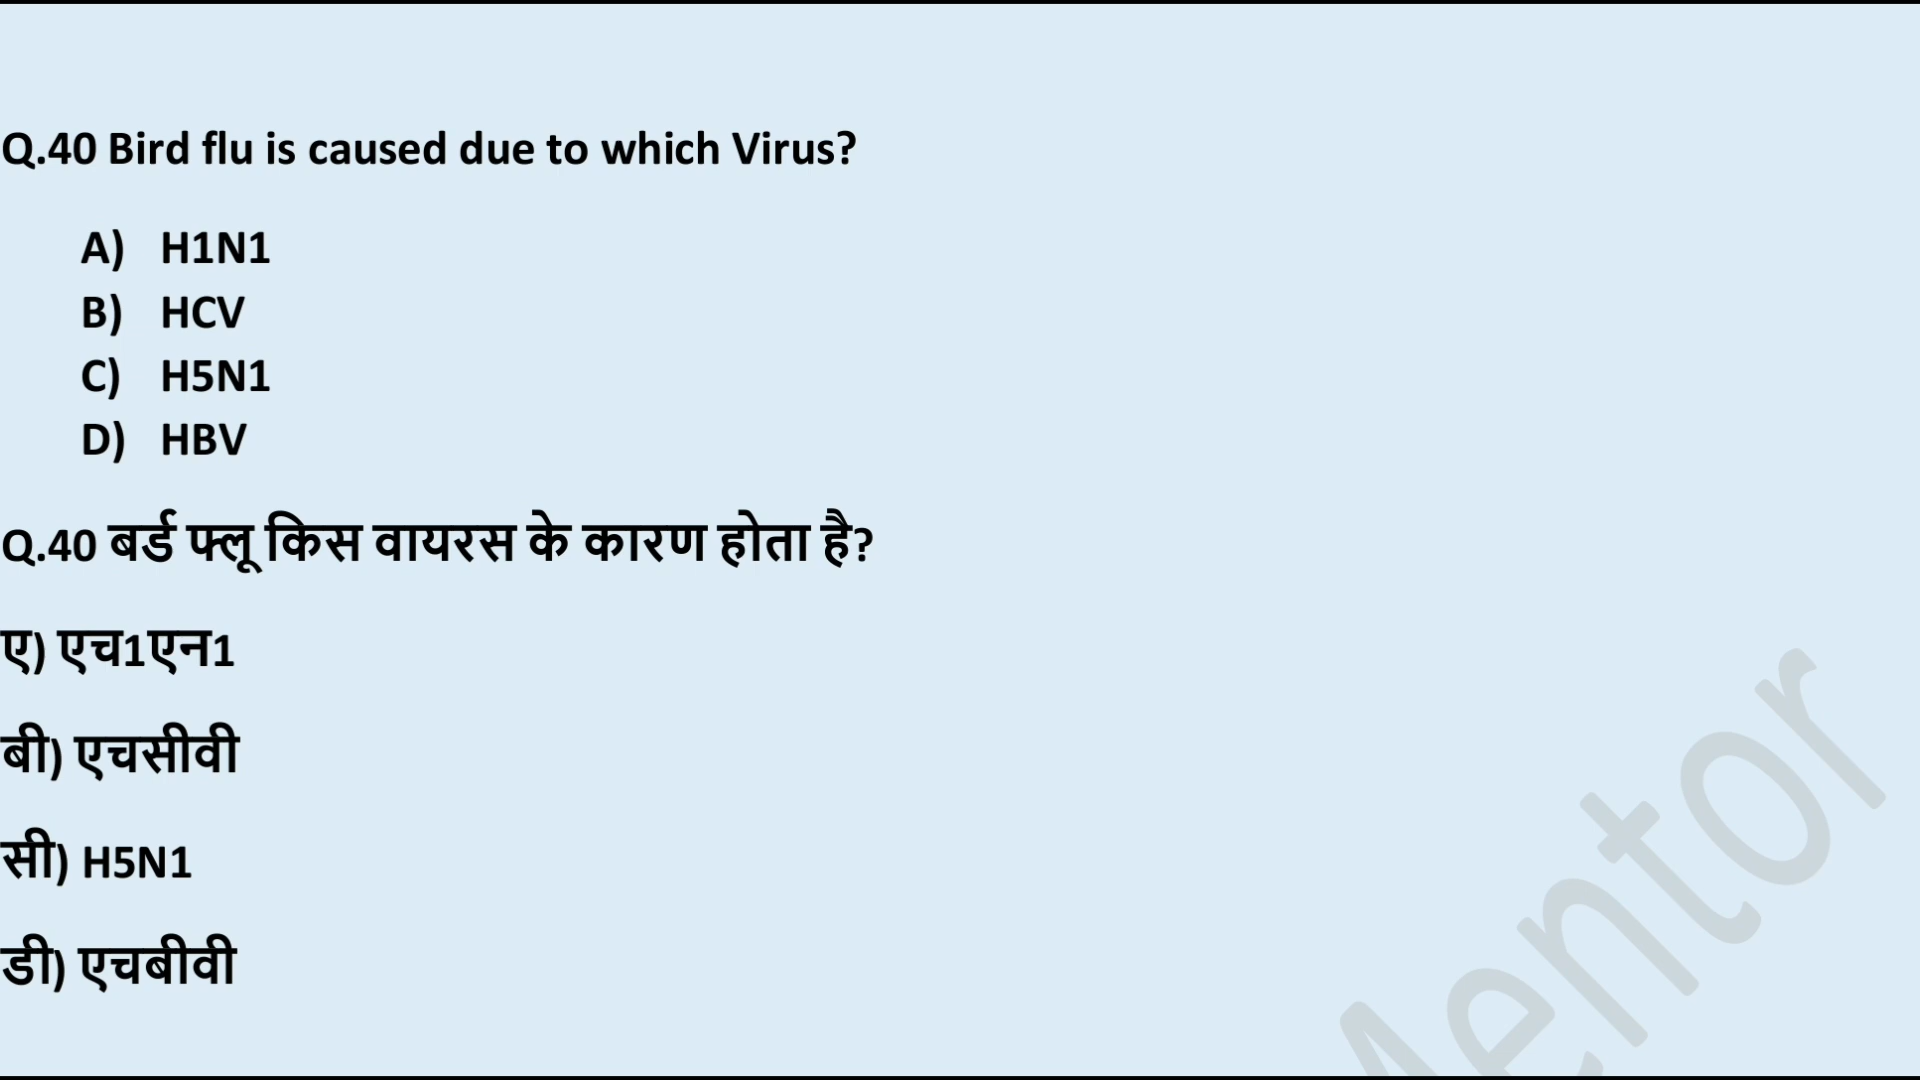 Q.40 Bird flu is caused due to which Virus?
A) H1N1
B) HCV
C) H5N1
D) HBV
Q.40 बर्ड फ्लू किस वायरस के कारण होता है?
ए) एच1एन1
बी) एचसीवी
सी) H5N1
डी) एचबीवी
Mentor